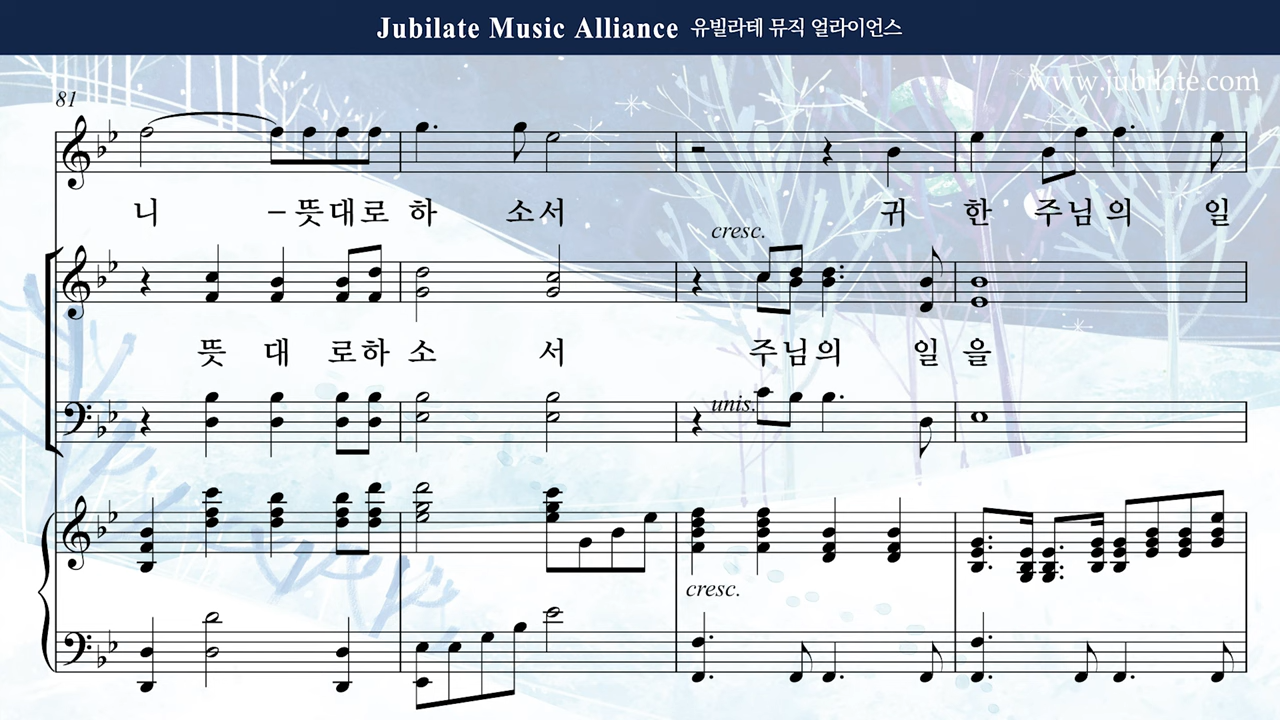 Jubilate Music Alliance 유빌라테 뮤직 얼라이언스
www.jubilate.com
81
니 –뜻대로 하 소서 귀 한 주님의 일
cresc.
뜻 대 로하 소 서 주님의 일 을
unis.
cresc.